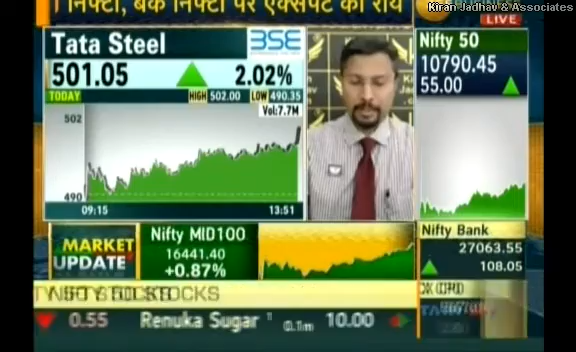 निफ्टी, बैंक निफ्टी पर एक्सपर्ट की राय
Kiran Jadhav & Associates
LIVE
Tata Steel
BSE
501.05 2.02%
TODAY HIGH 502.00 LOW 490.35
Vol:7.7M
502
490
09:15 13:51
Nifty 50
10790.45
55.00
MARKET
UPDATE
Nifty MID100
16441.40
+0.87%
Nifty Bank
27063.55
108.05
0.55 Renuka Sugar 0.1m 10.00